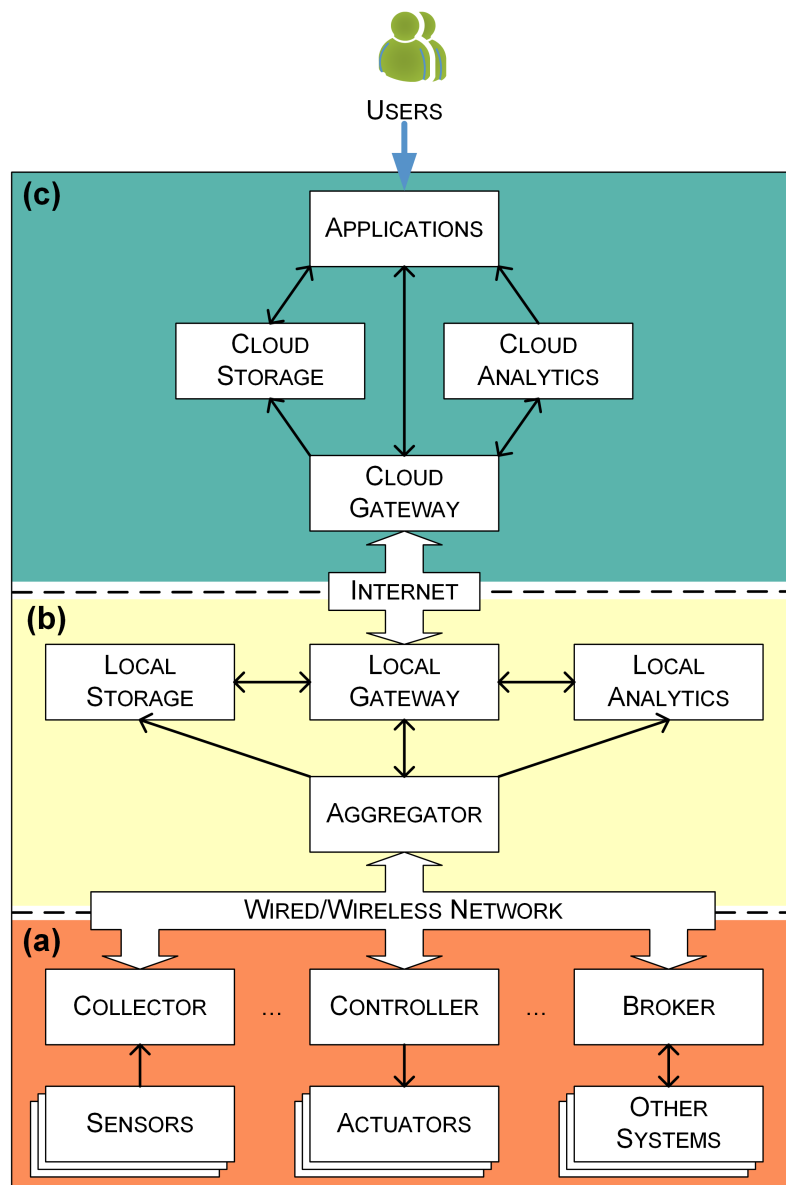 USERS
(c)
APPLICATIONS
CLOUD
STORAGE
CLOUD
ANALYTICS
CLOUD
GATEWAY
INTERNET
(b)
LOCAL
STORAGE
LOCAL
GATEWAY
LOCAL
ANALYTICS
AGGREGATOR
WIRED/WIRELESS NETWORK
(a)
COLLECTOR
...
CONTROLLER
...
BROKER
SENSORS
ACTUATORS
OTHER
SYSTEMS